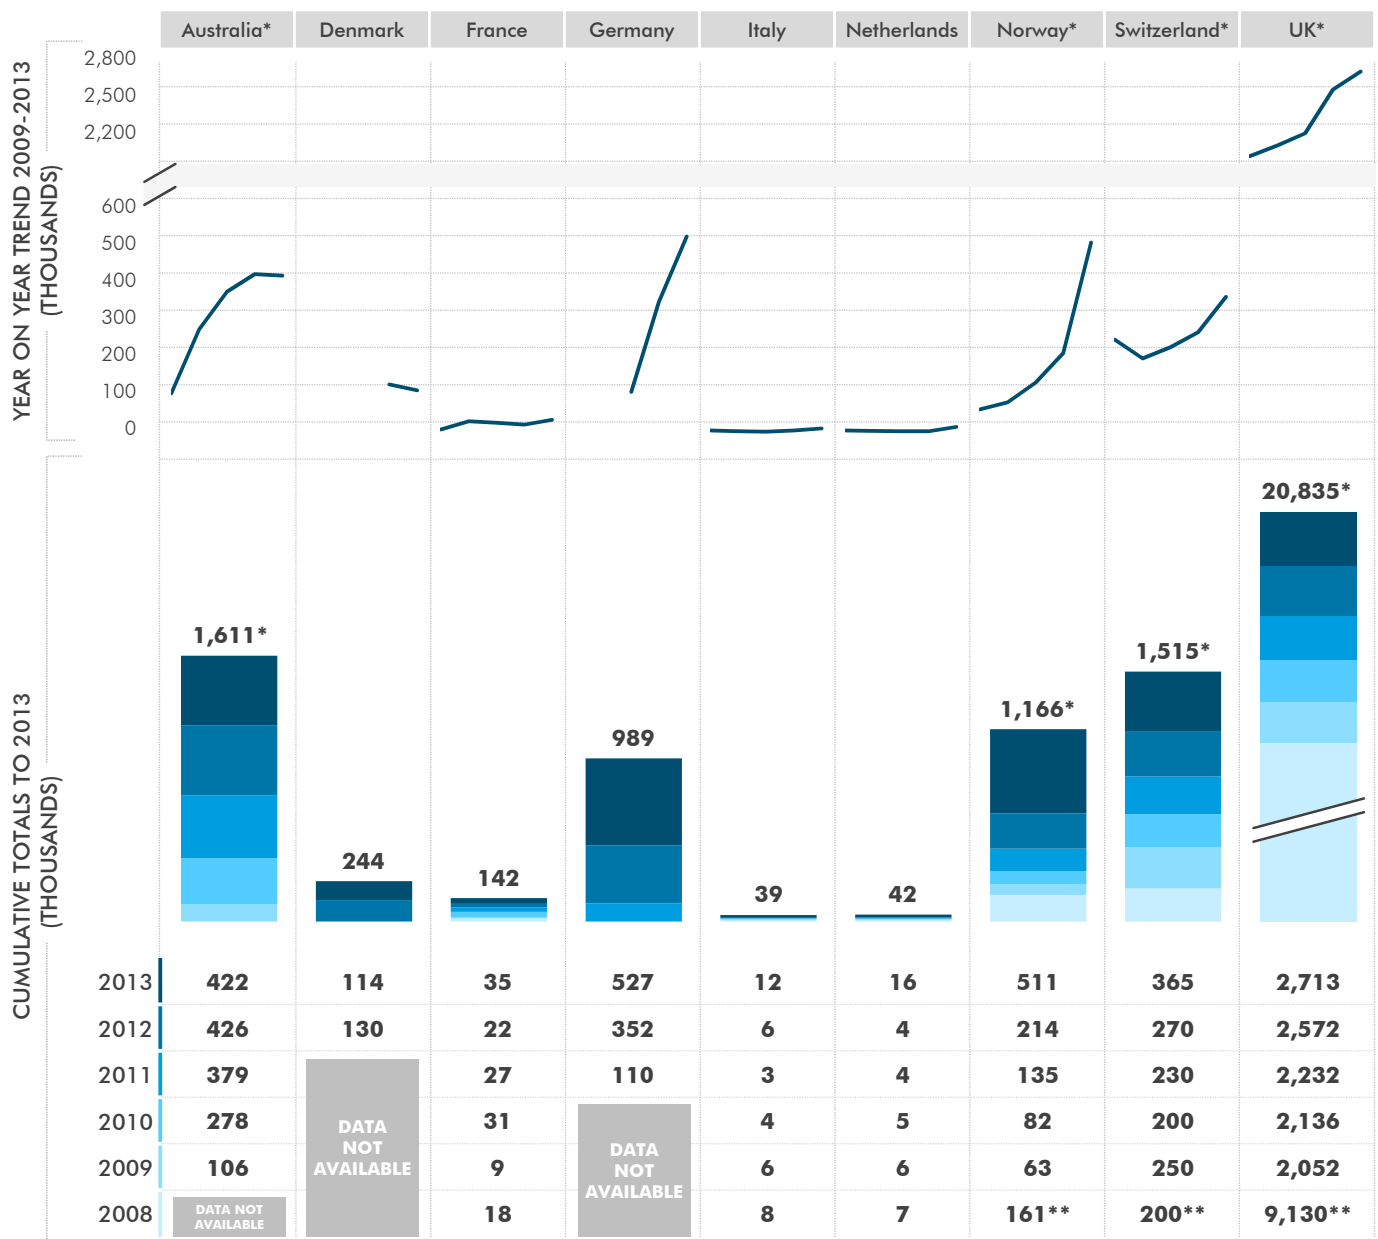 Australia* Denmark France Germany Italy Netherlands Norway* Switzerland* UK*
YEAR ON YEAR TREND 2009-2013
(THOUSANDS)
2,800
2,500
2,200
600
500
400
300
200
100
0
CUMULATIVE TOTALS TO 2013
(THOUSANDS)
1,611*
244
142
989
39
42
1,166*
1,515*
20,835*
2013 422 114 35 527 12 16 511 365 2,713
2012 426 130 22 352 6 4 214 270 2,572
2011 379 27 110 3 4 135 230 2,232
2010 278 31 4 5 82 200 2,136
2009 106 9 6 6 63 250 2,052
2008 18 8 7 161** 200** 9,130**
DATA NOT
AVAILABLE
DATA
NOT
AVAILABLE
DATA
NOT
AVAILABLE